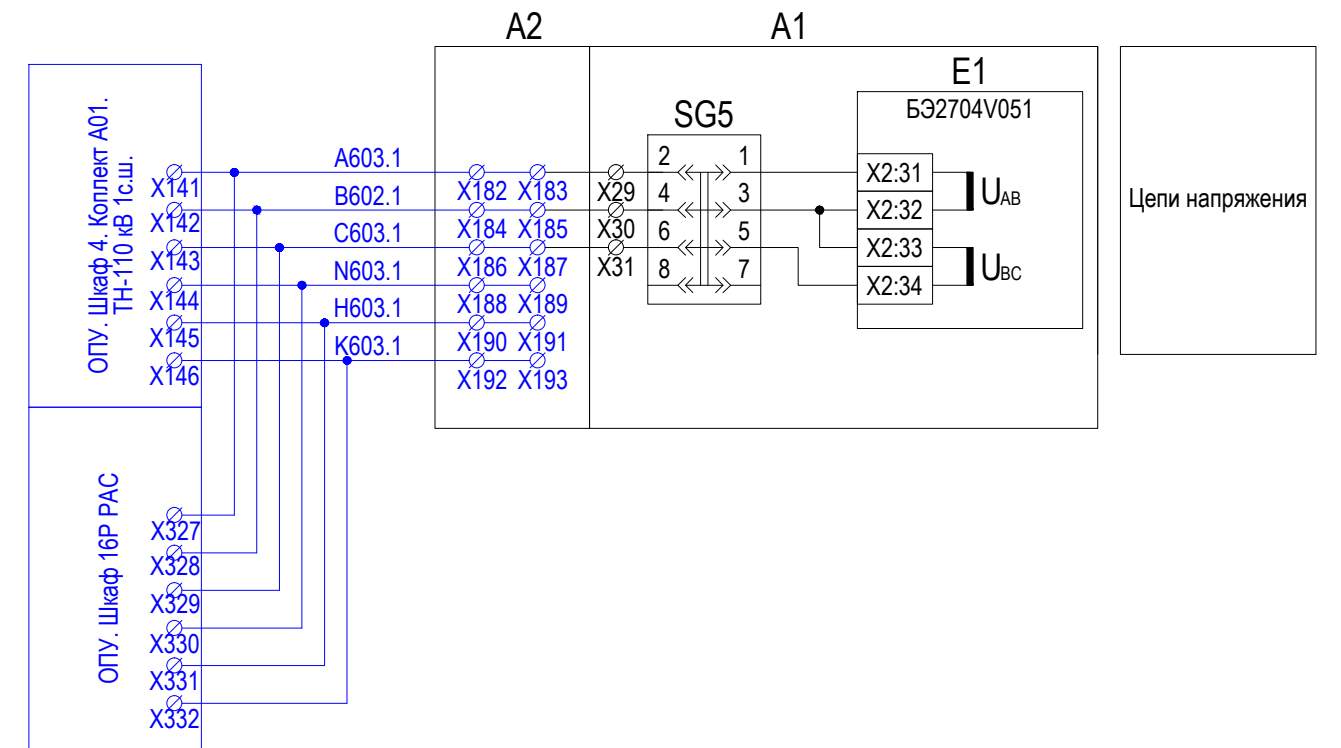 A2
A1
E1
БЭ2704V051
SG5
ОПУ. Шкаф 4. Коплект А01.
ТН-110 кВ 1с.ш.
X141
X142
X143
X144
X145
X146
A603.1
B602.1
C603.1
N603.1
H603.1
K603.1
X182 X183
X184 X185
X186 X187
X188 X189
X190 X191
X192 X193
X29
X30
X31
2 1
4 3
6 5
8 7
X2:31
X2:32
X2:33
X2:34
UAB
UBC
Цепи напряжения
ОПУ. Шкаф 16Р РАС
X327
X328
X329
X330
X331
X332